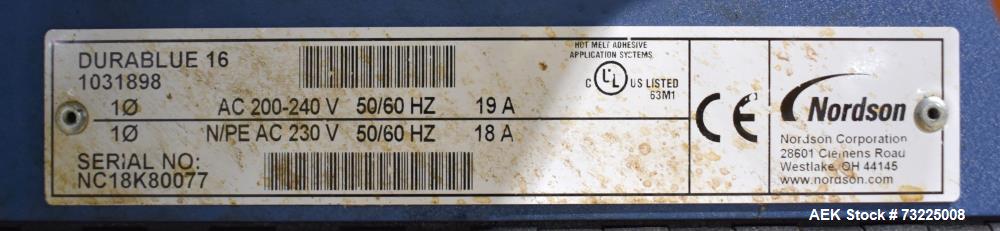 DURABLUE 16
1031898
1Ø AC 200-240 V 50/60 HZ 19 A
1Ø N/PE AC 230 V 50/60 HZ 18 A
SERIAL NO:
NC18K80077
HOT MELT ADHESIVE
APPLICATION SYSTEMS
C UL US LISTED
63M1
CE
Nordson
Nordson Corporation
28601 Clemens Road
Westlake, OH 44145
www.nordson.com
AEK Stock # 73225008